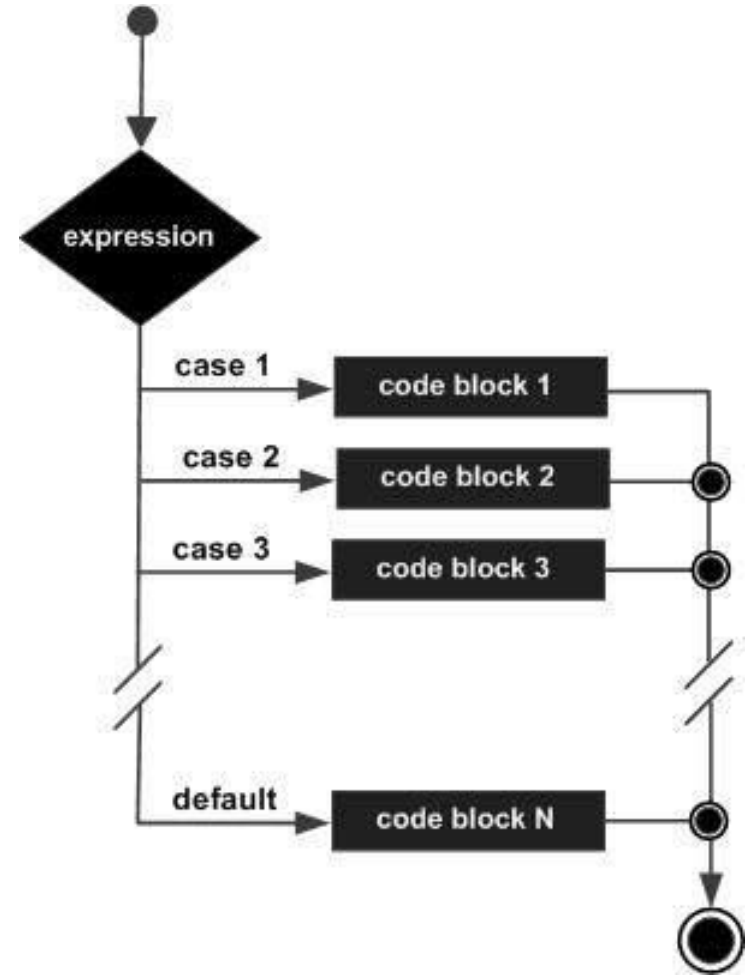 expression
case 1
code block 1
case 2
code block 2
case 3
code block 3
default
code block N